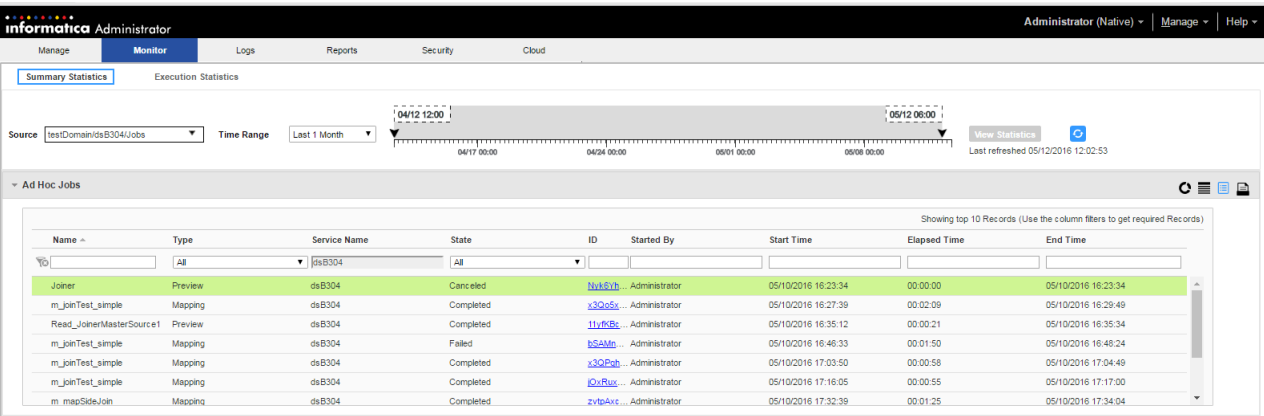 informatica Administrator
Administrator (Native) Manage Help
Manage Monitor Logs Reports Security Cloud
Summary Statistics Execution Statistics
04/12 12:00 05/12 06:00
Source testDomain/dsB304/Jobs Time Range Last 1 Month View Statistics
04/17 00:00 04/24 00:00 05/01 00:00 05/08 00:00 Last refreshed 05/12/2016 12:02:53
Ad Hoc Jobs
Showing top 10 Records (Use the column filters to get required Records)
Name Type Service Name State ID Started By Start Time Elapsed Time End Time
All dsB304 All
Joiner Preview dsB304 Canceled Nyk6Yh... Administrator 05/10/2016 16:23:34 00:00:00 05/10/2016 16:23:34
m_joinTest_simple Mapping dsB304 Completed x3Qo5x... Administrator 05/10/2016 16:27:39 00:02:09 05/10/2016 16:29:49
Read_JoinerMasterSource1 Preview dsB304 Completed 11yfKBc... Administrator 05/10/2016 16:35:12 00:00:21 05/10/2016 16:35:34
m_joinTest_simple Mapping dsB304 Failed bSAMn... Administrator 05/10/2016 16:46:33 00:01:50 05/10/2016 16:48:24
m_joinTest_simple Mapping dsB304 Completed x3QPqh... Administrator 05/10/2016 17:03:50 00:00:58 05/10/2016 17:04:49
m_joinTest_simple Mapping dsB304 Completed jOxRux... Administrator 05/10/2016 17:16:05 00:00:55 05/10/2016 17:17:00
m_mapSideJoin Mapping dsB304 Completed zytpAxc... Administrator 05/10/2016 17:32:39 00:01:25 05/10/2016 17:34:04